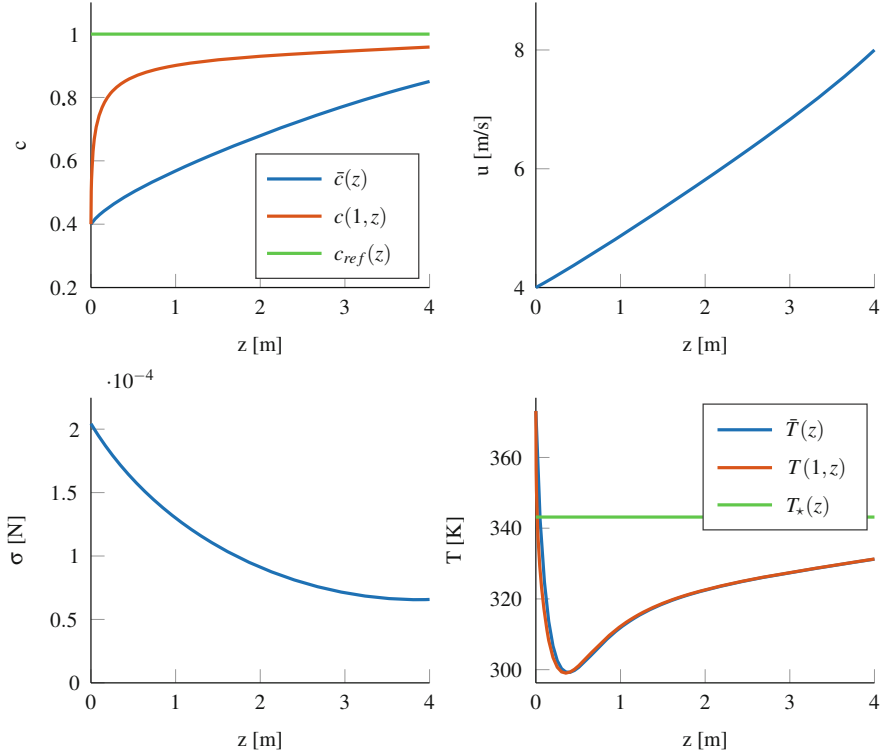 1
0.8
0.6
0.4
0.2
c
0 1 2 3 4
z [m]
c̄(z)
c(1,z)
c_ref(z)
8
6
4
u [m/s]
0 1 2 3 4
z [m]
·10⁻⁴
2
1.5
1
0.5
0
σ [N]
0 1 2 3 4
z [m]
360
340
320
300
T [K]
0 1 2 3 4
z [m]
T̄(z)
T(1,z)
T⋆(z)